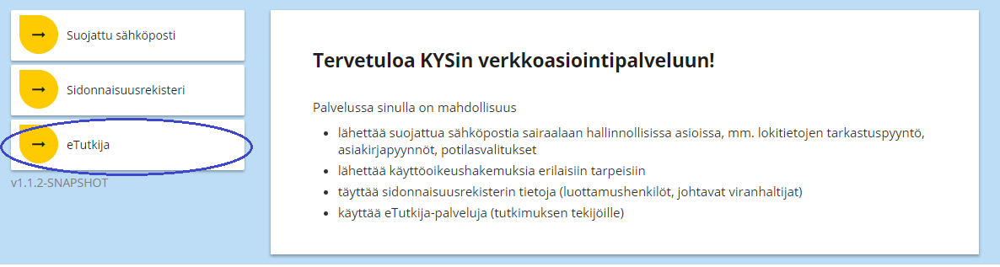 Suojattu sähköposti
Sidonnaisuusrekisteri
eTutkija
v1.1.2-SNAPSHOT
Tervetuloa KYSin verkkoasiointipalveluun!
Palvelussa sinulla on mahdollisuus
• lähettää suojattua sähköpostia sairaalaan hallinnollisissa asioissa, mm. lokitietojen tarkastuspyyntö,
asiakirjapyynnöt, potilasvalitukset
• lähettää käyttöoikeushakemuksia erilaisiin tarpeisiin
• täyttää sidonnaisuusrekisterin tietoja (luottamushenkilöt, johtavat viranhaltijat)
• käyttää eTutkija-palveluja (tutkimuksen tekijöille)